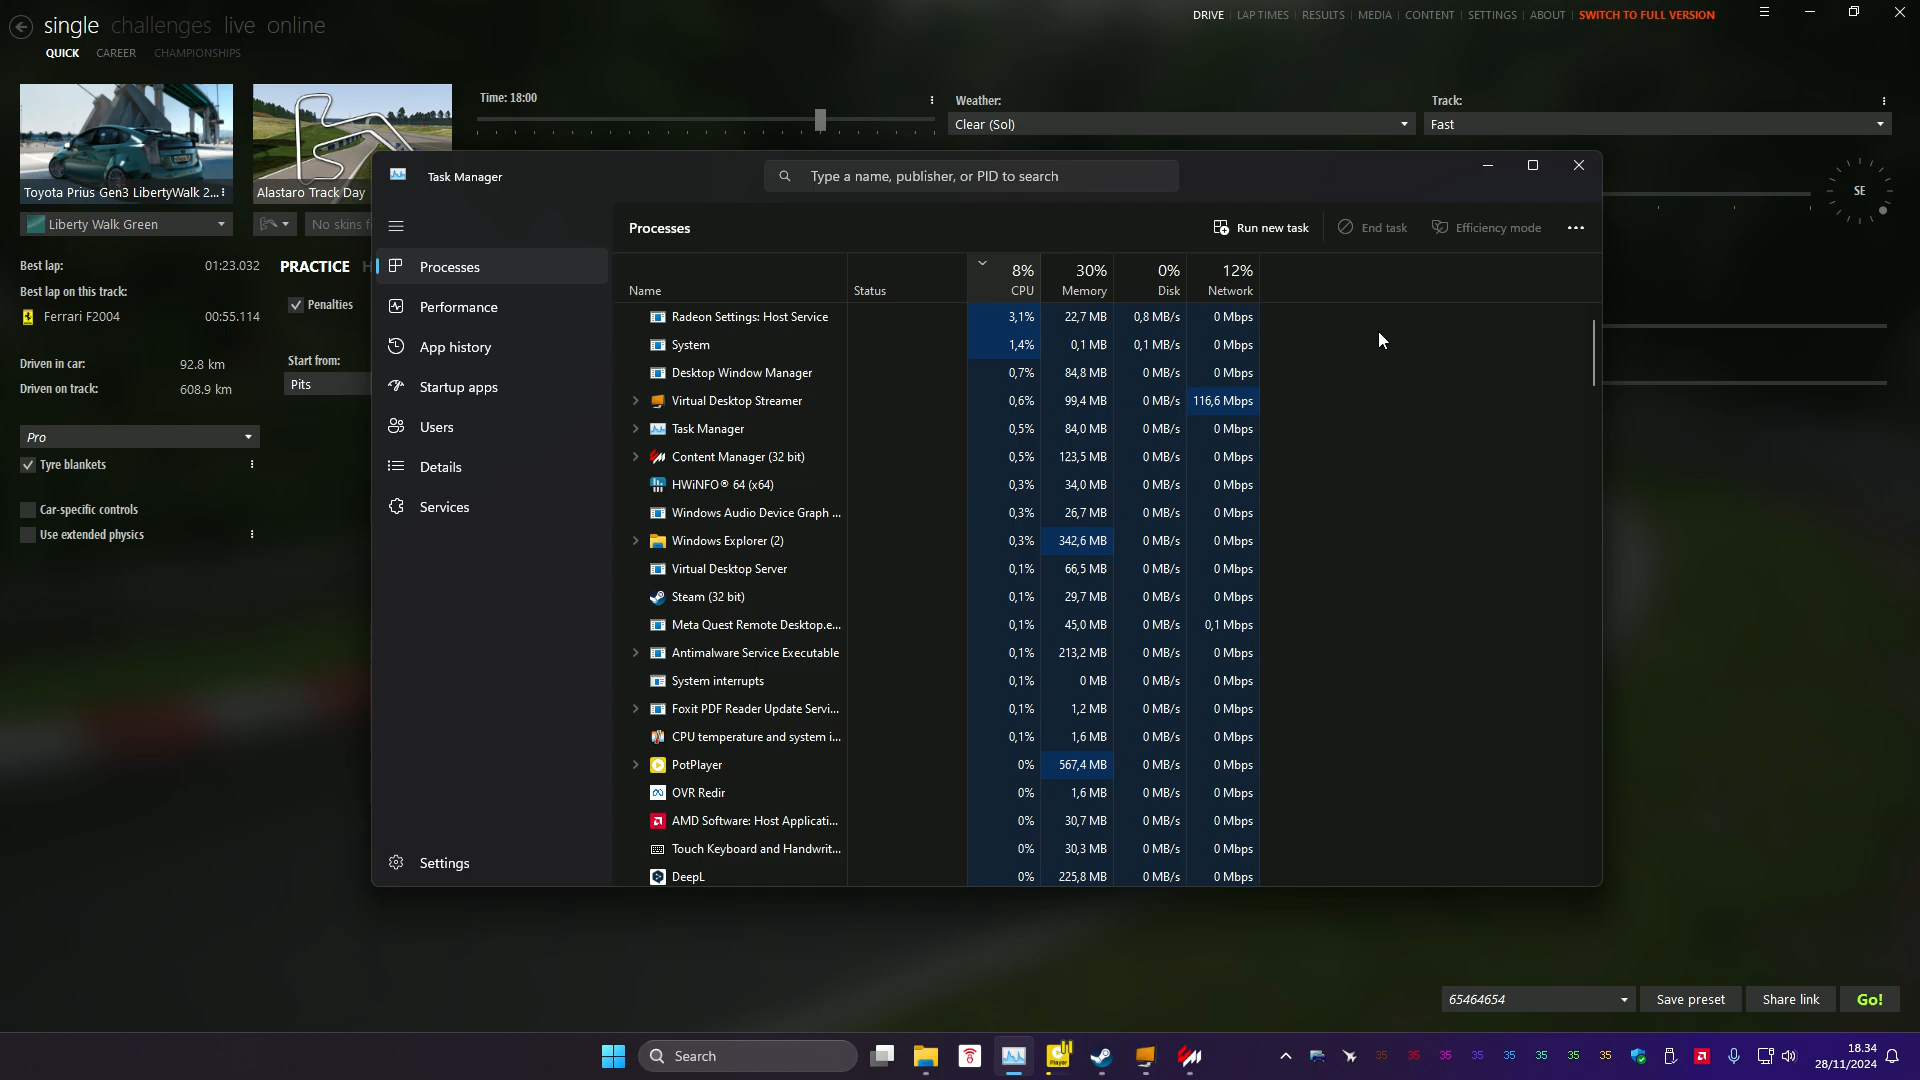 single challenges live online
DRIVE | LAP TIMES | RESULTS | MEDIA | CONTENT | SETTINGS | ABOUT | SWITCH TO FULL VERSION
QUICK CAREER CHAMPIONSHIPS
Toyota Prius Gen3 LibertyWalk 2...
Alastaro Track Day
Time: 18:00
Weather:
Clear (Sol)
Track:
Fast
SE
Liberty Walk Green
No skins f
Best lap: 01:23.032
Best lap on this track:
Ferrari F2004 00:55.114
Driven in car: 92.8 km
Driven on track: 608.9 km
Pro
Tyre blankets
Car-specific controls
Use extended physics
PRACTICE H
Penalties
Start from:
Pits
Task Manager
Type a name, publisher, or PID to search
Processes
Performance
App history
Startup apps
Users
Details
Services
Settings
Processes
Run new task
End task
Efficiency mode
8% 30% 0% 12%
Name Status CPU Memory Disk Network
Radeon Settings: Host Service 3,1% 22,7 MB 0,8 MB/s 0 Mbps
System 1,4% 0,1 MB 0,1 MB/s 0 Mbps
Desktop Window Manager 0,7% 84,8 MB 0 MB/s 0 Mbps
Virtual Desktop Streamer 0,6% 99,4 MB 0 MB/s 116,6 Mbps
Task Manager 0,5% 84,0 MB 0 MB/s 0 Mbps
Content Manager (32 bit) 0,5% 123,5 MB 0 MB/s 0 Mbps
HWiNFO® 64 (x64) 0,3% 34,0 MB 0 MB/s 0 Mbps
Windows Audio Device Graph ... 0,3% 26,7 MB 0 MB/s 0 Mbps
Windows Explorer (2) 0,3% 342,6 MB 0 MB/s 0 Mbps
Virtual Desktop Server 0,1% 66,5 MB 0 MB/s 0 Mbps
Steam (32 bit) 0,1% 29,7 MB 0 MB/s 0 Mbps
Meta Quest Remote Desktop.e... 0,1% 45,0 MB 0 MB/s 0,1 Mbps
Antimalware Service Executable 0,1% 213,2 MB 0 MB/s 0 Mbps
System interrupts 0,1% 0 MB 0 MB/s 0 Mbps
Foxit PDF Reader Update Servi... 0,1% 1,2 MB 0 MB/s 0 Mbps
CPU temperature and system i... 0,1% 1,6 MB 0 MB/s 0 Mbps
PotPlayer 0% 567,4 MB 0 MB/s 0 Mbps
OVR Redir 0% 1,6 MB 0 MB/s 0 Mbps
AMD Software: Host Applicati... 0% 30,7 MB 0 MB/s 0 Mbps
Touch Keyboard and Handwrit... 0% 30,3 MB 0 MB/s 0 Mbps
DeepL 0% 225,8 MB 0 MB/s 0 Mbps
65464654
Save preset
Share link
Go!
Search
Player
35 35 35 35 35 35 35 35
18.34
28/11/2024